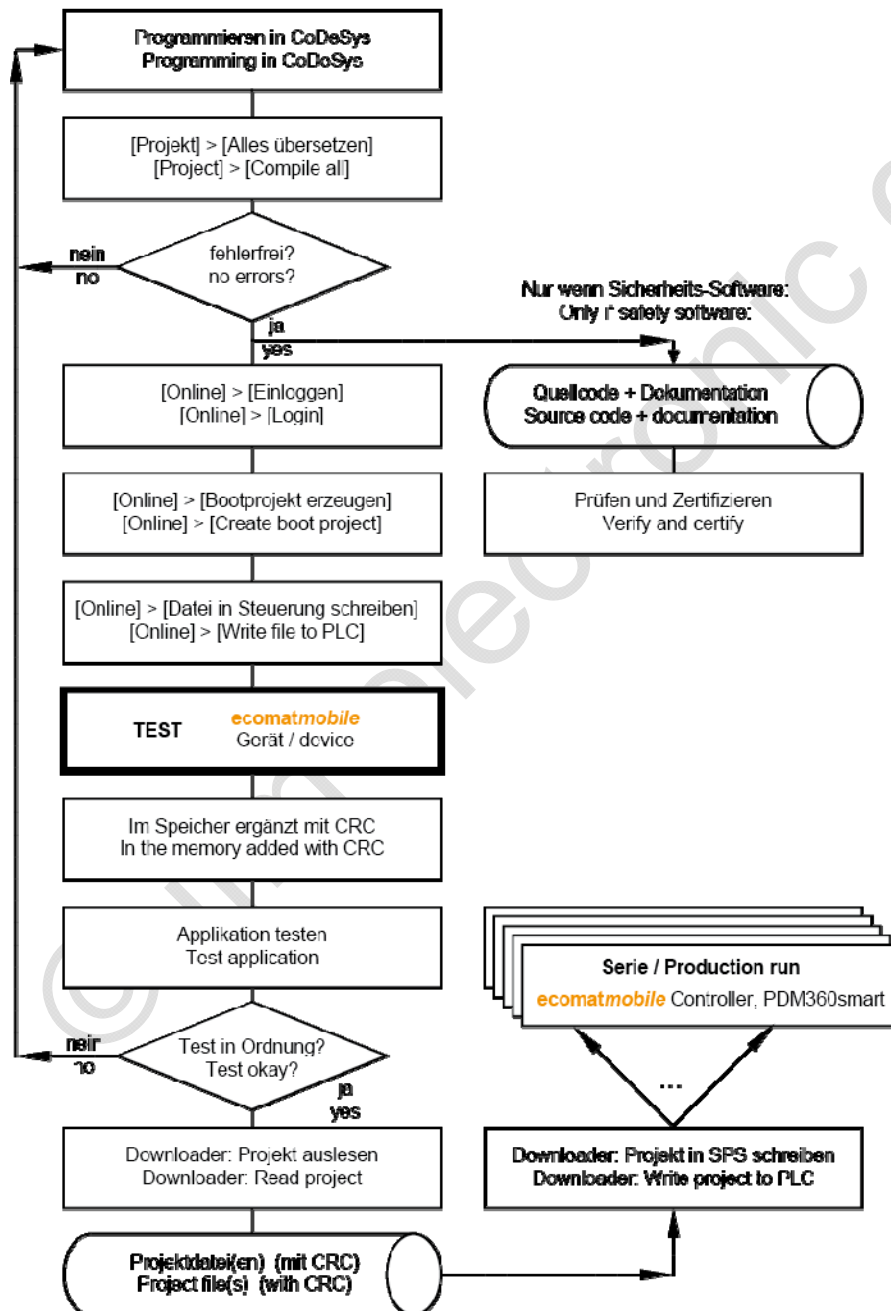 Programmieren in CoDeSys
Programming in CoDeSys
[Projekt] > [Alles übersetzen]
[Project] > [Compile all]
fehlerfrei?
no errors?
nein
no
ja
yes
Nur wenn Sicherheits-Software:
Only if safety software:
[Online] > [Einloggen]
[Online] > [Login]
Quellcode + Dokumentation
Source code + documentation
[Online] > [Bootprojekt erzeugen]
[Online] > [Create boot project]
Prüfen und Zertifizieren
Verify and certify
[Online] > [Datei in Steuerung schreiben]
[Online] > [Write file to PLC]
TEST ecomatmobile
Gerät / device
Im Speicher ergänzt mit CRC
In the memory added with CRC
Applikation testen
Test application
Serie / Production run
ecomatmobile Controller, PDM360smart
Test in Ordnung?
Test okay?
nein
no
ja
yes
...
Downloader: Projekt auslesen
Downloader: Read project
Downloader: Projekt in SPS schreiben
Downloader: Write project to PLC
Projektdatei(en) (mit CRC)
Project file(s) (with CRC)